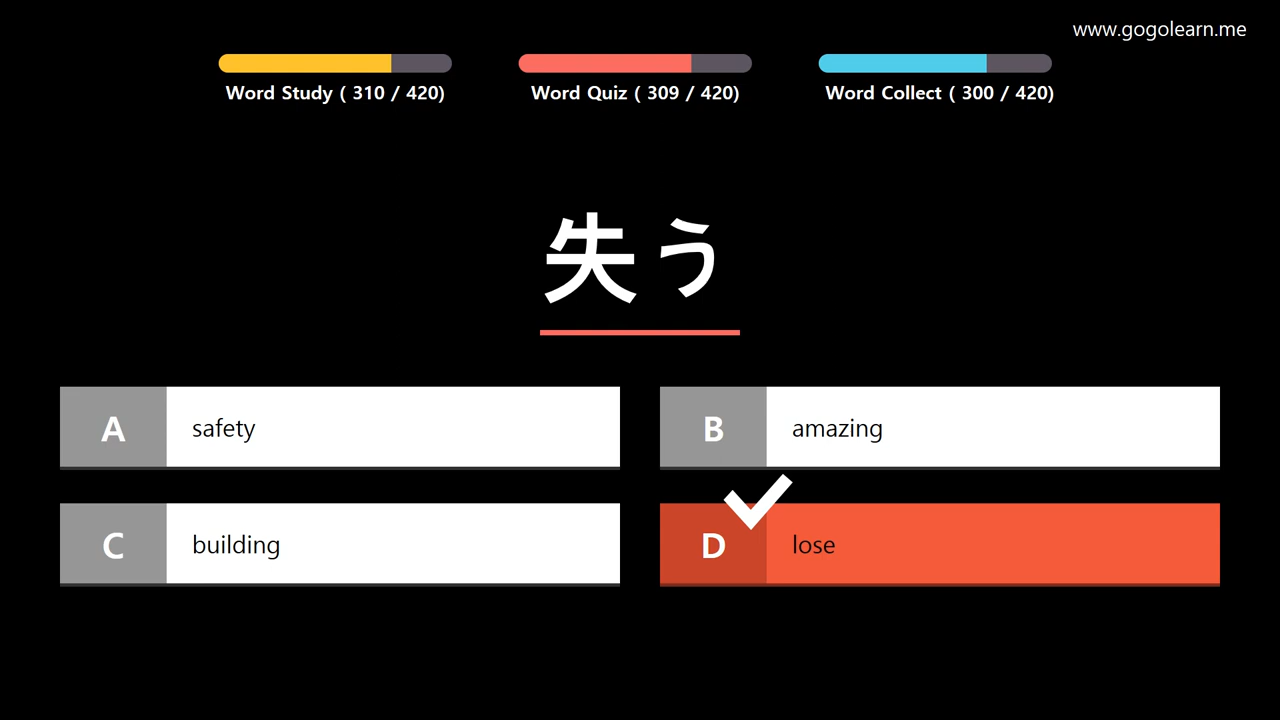 www.gogolearn.me
Word Study ( 310 / 420)
Word Quiz ( 309 / 420)
Word Collect ( 300 / 420)
失う
A safety
B amazing
C building
D lose